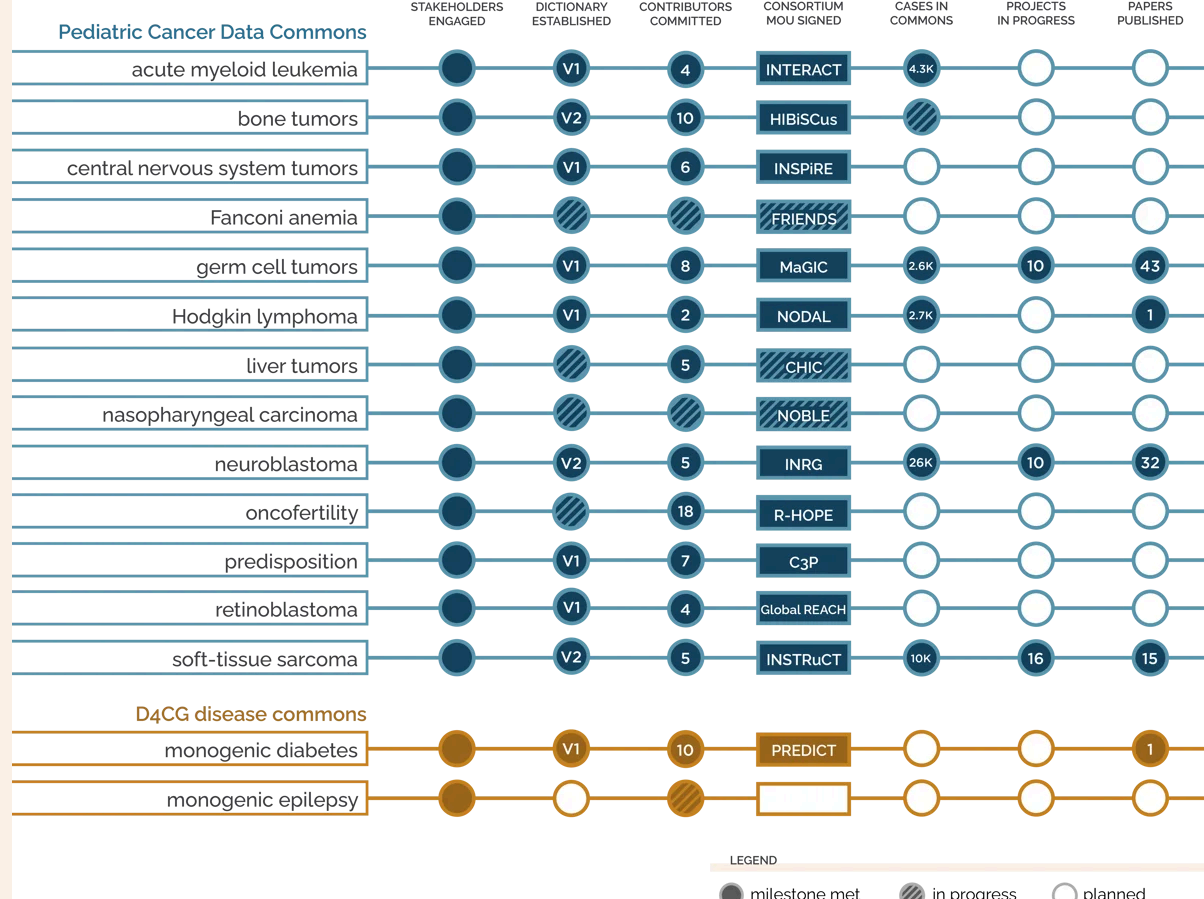 STAKEHOLDERS ENGAGED
DICTIONARY ESTABLISHED
CONTRIBUTORS COMMITTED
CONSORTIUM MOU SIGNED
CASES IN COMMONS
PROJECTS IN PROGRESS
PAPERS PUBLISHED
Pediatric Cancer Data Commons
acute myeloid leukemia V1 4 INTERACT 4.3K
bone tumors V2 10 HIBiSCus
central nervous system tumors V1 6 INSPiRE
Fanconi anemia FRIENDS
germ cell tumors V1 8 MaGIC 2.6K 10 43
Hodgkin lymphoma V1 2 NODAL 2.7K 1
liver tumors 5 CHIC
nasopharyngeal carcinoma NOBLE
neuroblastoma V2 5 INRG 26K 10 32
oncofertility 18 R-HOPE
predisposition V1 7 C3P
retinoblastoma V1 4 Global REACH
soft-tissue sarcoma V2 5 INSTRuCT 10K 16 15
D4CG disease commons
monogenic diabetes V1 10 PREDICT 1
monogenic epilepsy
LEGEND
milestone met in progress planned